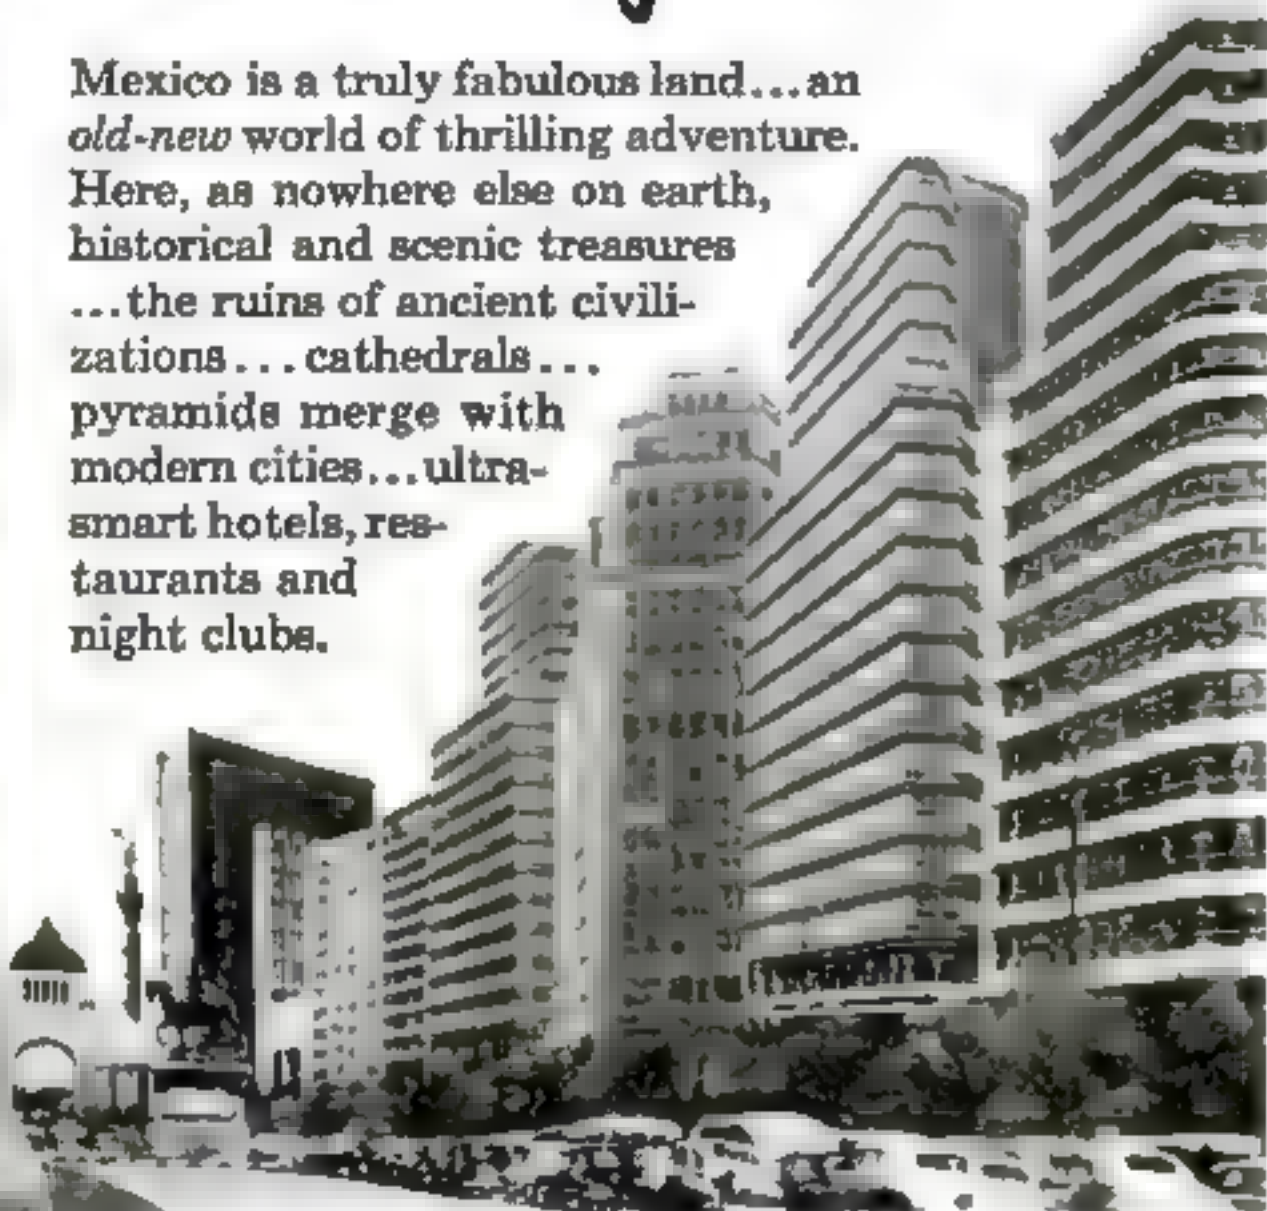 Mexico is a truly fabulous land...an
old-new world of thrilling adventure.
Here, as nowhere else on earth,
historical and scenic treasures
...the ruins of ancient civili-
zations...cathedrals...
pyramids merge with
modern cities...ultra-
smart hotels, res-
taurants and
night clubs.